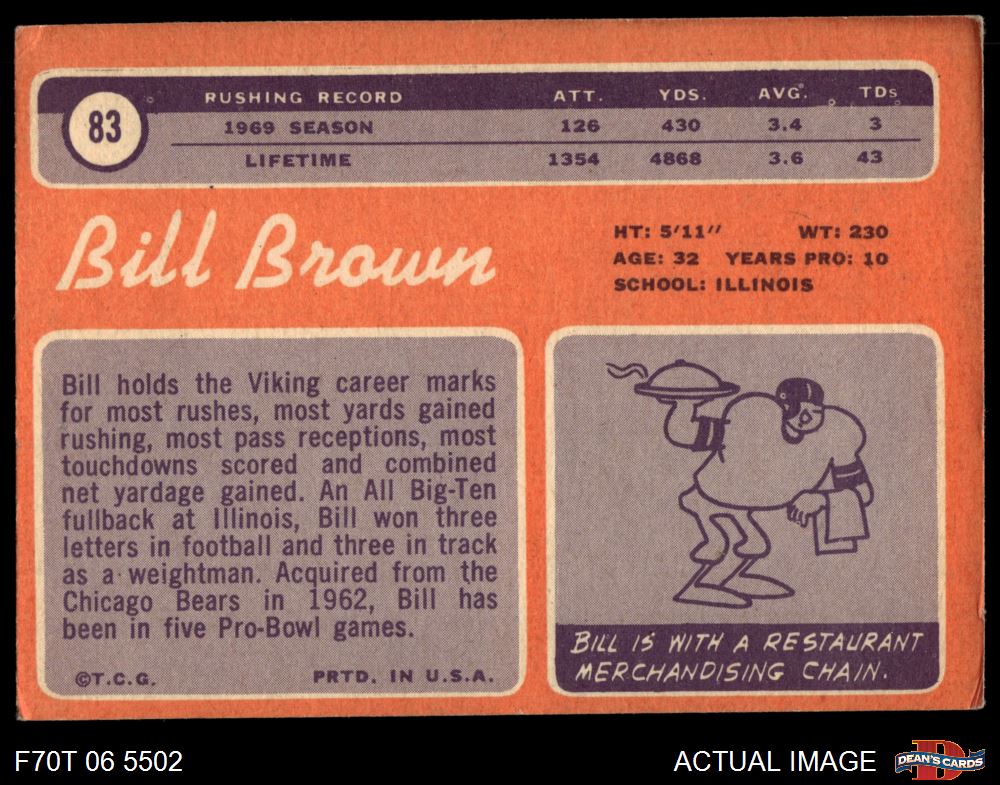 83
RUSHING RECORD ATT. YDS. AVG. TDs
1969 SEASON 126 430 3.4 3
LIFETIME 1354 4868 3.6 43
Bill Brown
HT: 5'11" WT: 230
AGE: 32 YEARS PRO: 10
SCHOOL: ILLINOIS
Bill holds the Viking career marks
for most rushes, most yards gained
rushing, most pass receptions, most
touchdowns scored and combined
net yardage gained. An All Big-Ten
fullback at Illinois, Bill won three
letters in football and three in track
as a weightman. Acquired from the
Chicago Bears in 1962, Bill has
been in five Pro-Bowl games.
©T.C.G. PRTD. IN U.S.A.
BILL IS WITH A RESTAURANT
MERCHANDISING CHAIN.
F70T 06 5502
ACTUAL IMAGE
D
DEAN'S CARDS